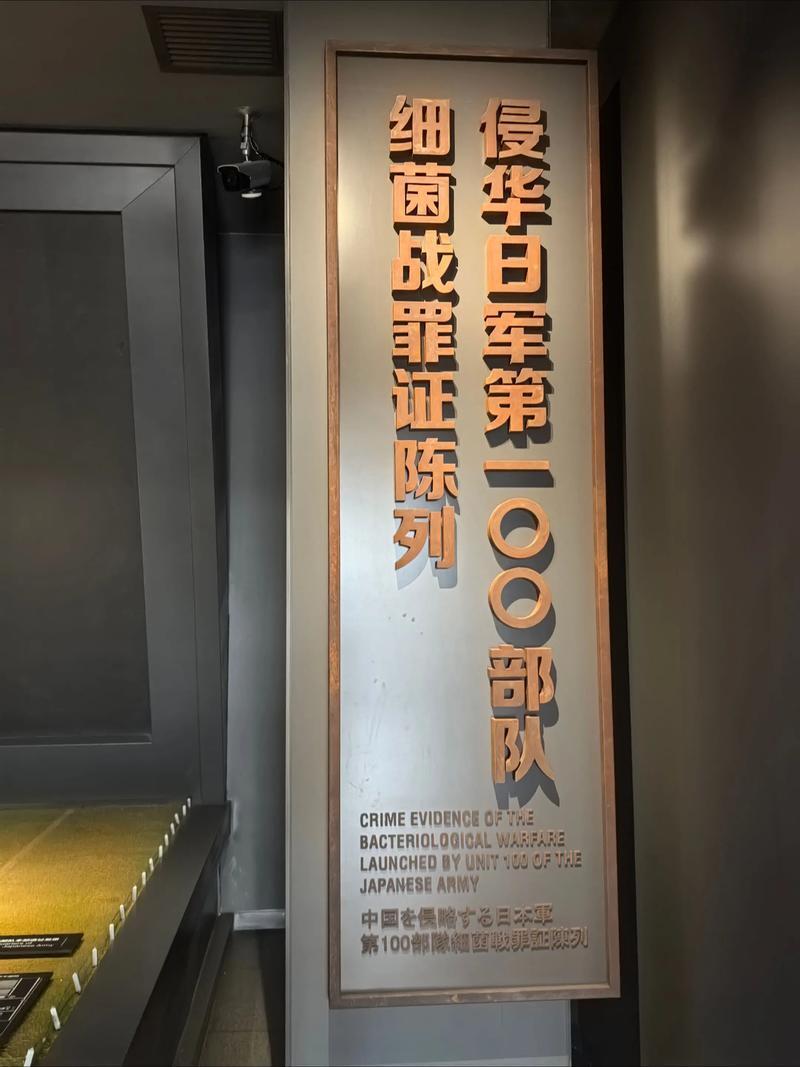 侵华日军第一〇〇部队
细菌战罪证陈列
CRIME EVIDENCE OF THE
BACTERIOLOGICAL WARFARE
LAUNCHED BY UNIT 100 OF THE
JAPANESE ARMY
中国を侵略する日本軍
第100部隊細菌戦罪証陳列